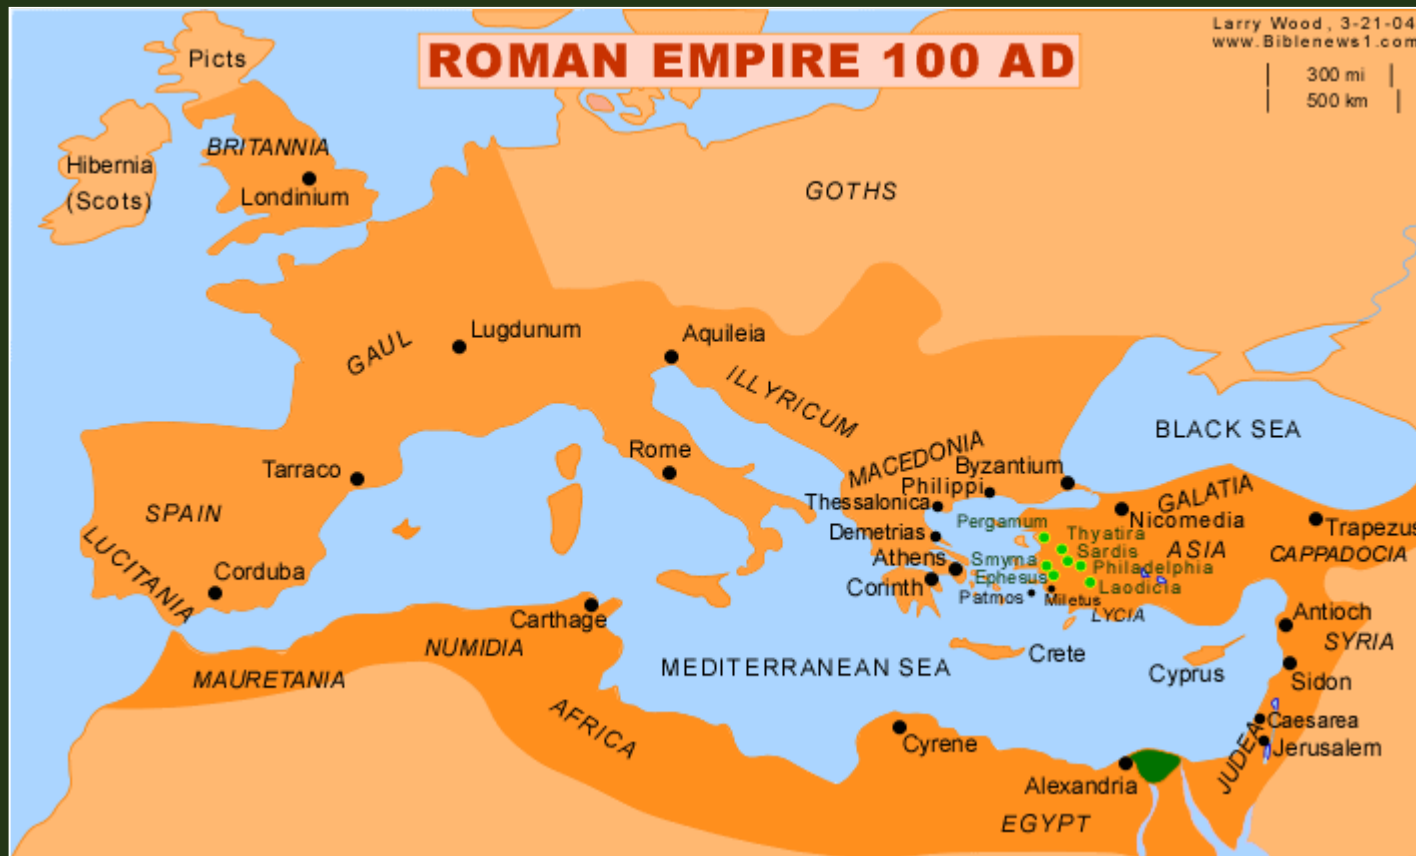 Larry Wood, 3-21-04
www.Biblenews1.com
ROMAN EMPIRE 100 AD
300 mi
500 km
Picts
BRITANNIA
Hibernia
(Scots)
Londinium
GOTHS
GAUL
Lugdunum
Aquileia
ILLYRICUM
BLACK SEA
Tarraco
Rome
MACEDONIA
Byzantium
Philippi
Thessalonica
GALATIA
SPAIN
Nicomedia
Trapezus
Pergamum
Demetrias
Thyatira
Sardis
ASIA
CAPPADOCIA
LUCITANIA
Corduba
Athens
Smyrna
Philadelphia
Ephesus
Laodicia
Corinth
Patmos
Miletus
LYCIA
Carthage
Antioch
NUMIDIA
SYRIA
MAURETANIA
MEDITERRANEAN SEA
Crete
Cyprus
Sidon
AFRICA
Cyrene
Caesarea
JUDEA
Jerusalem
Alexandria
EGYPT